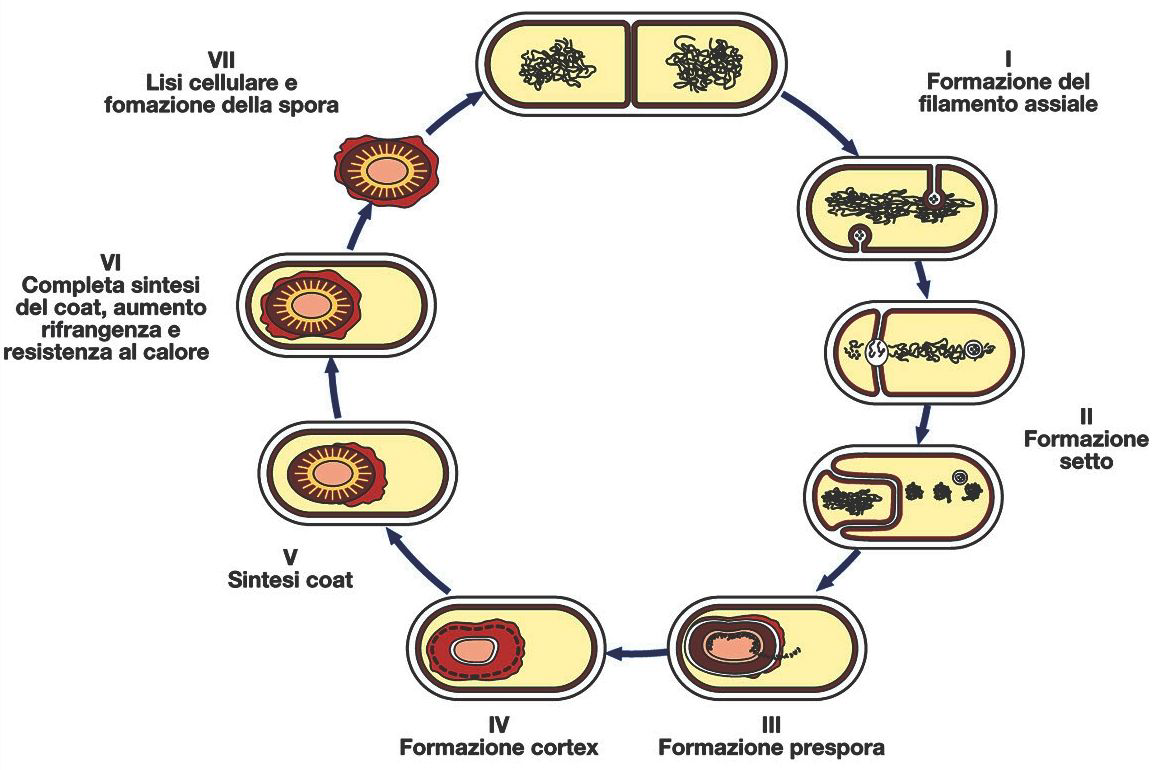 I
Formazione del
filamento assiale
II
Formazione
setto
III
Formazione prespora
IV
Formazione cortex
V
Sintesi coat
VI
Completa sintesi
del coat, aumento
rifrangenza e
resistenza al calore
VII
Lisi cellulare e
fomazione della spora